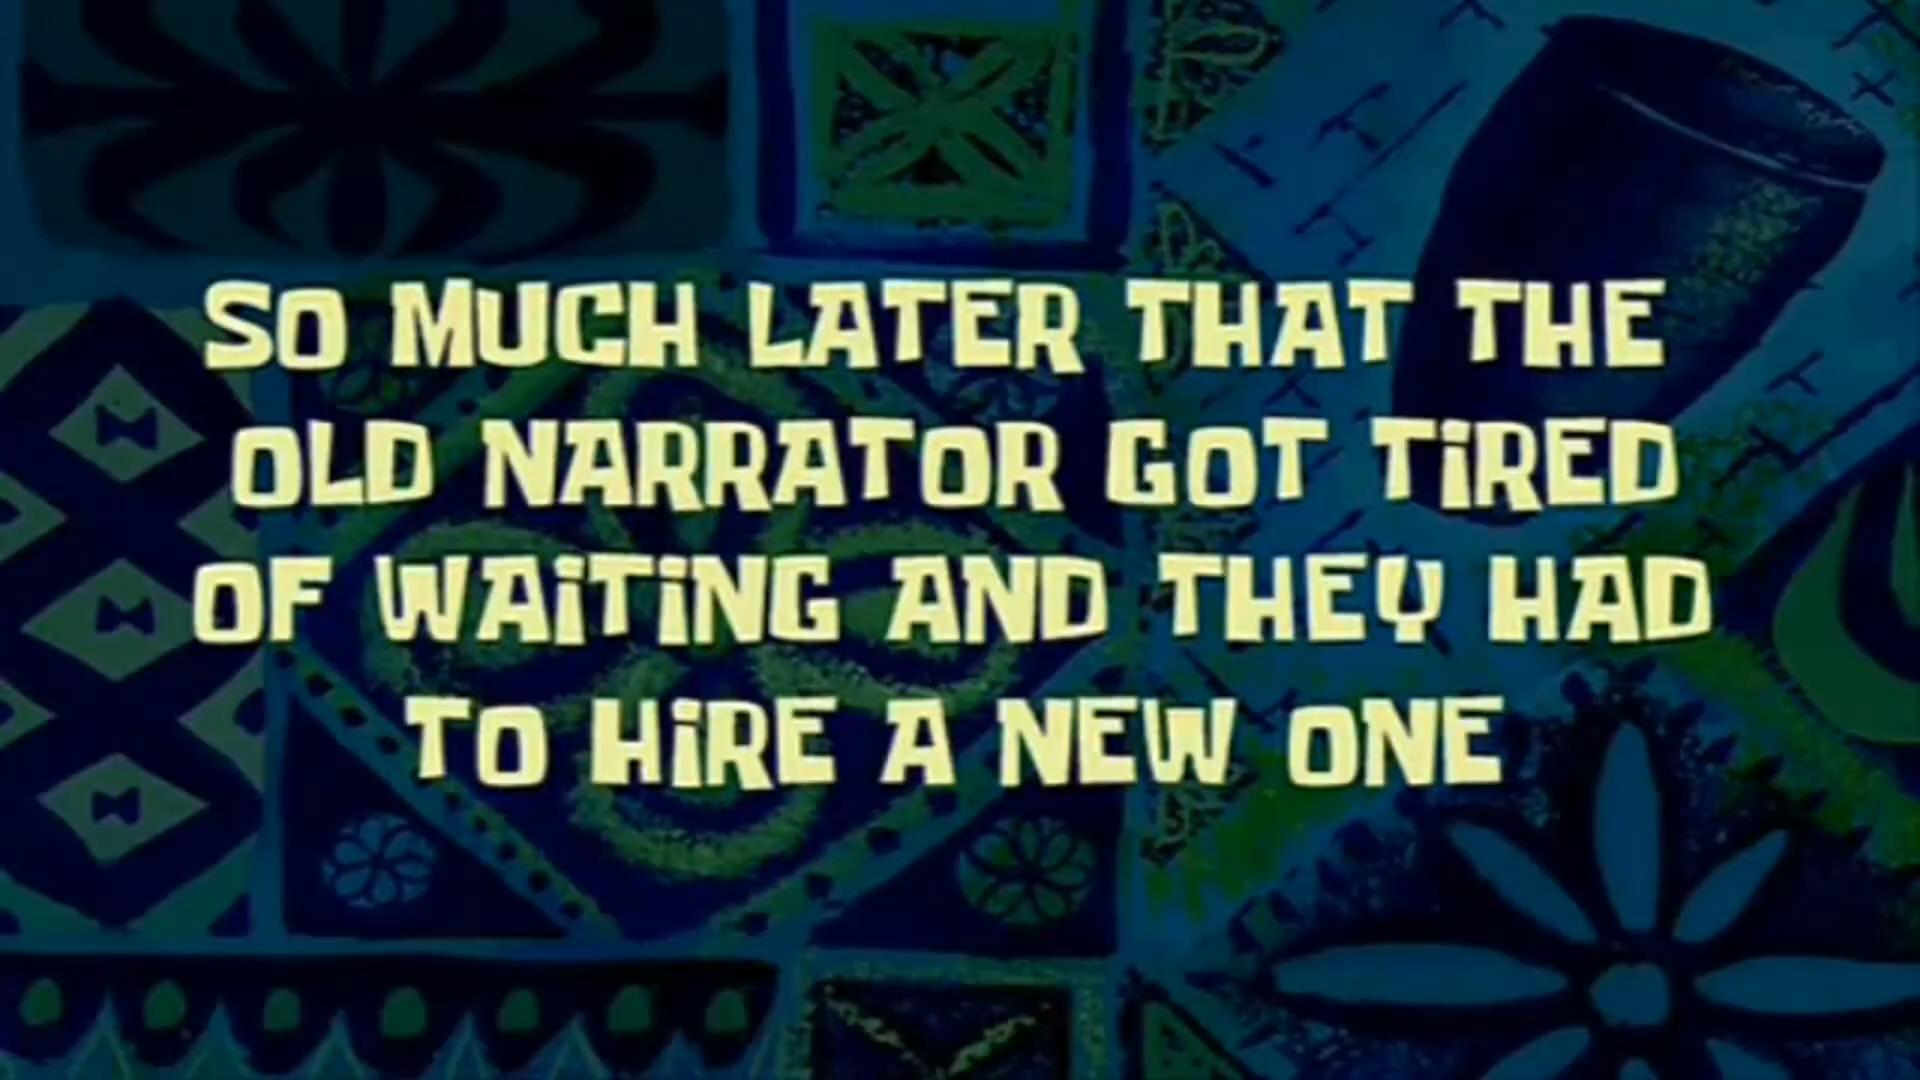 SO MUCH LATER THAT THE
OLD NARRATOR GOT TiRED
OF WAiTiNG AND THEY HAD
TO HiRE A NEW ONE